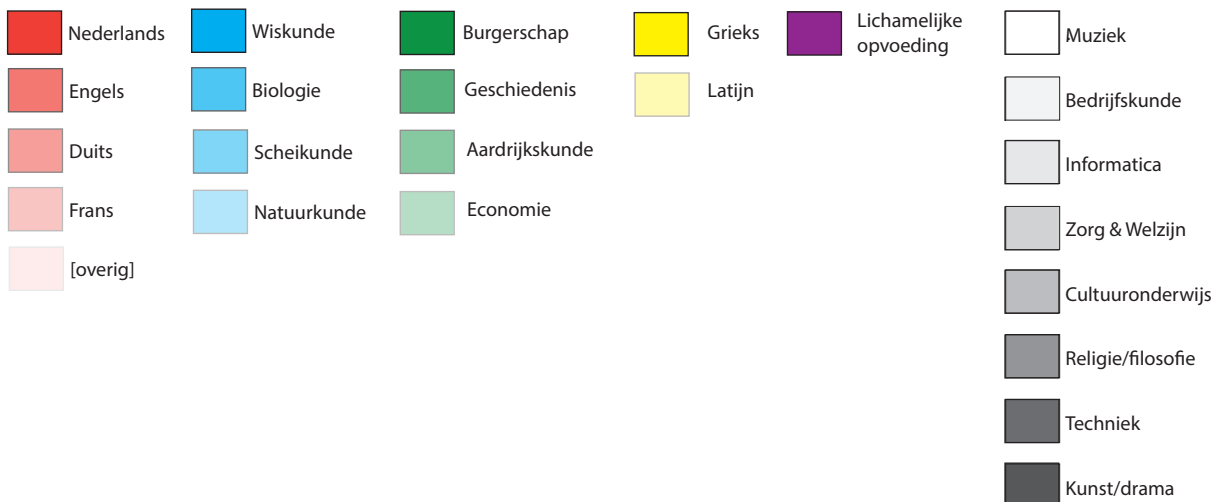 Nederlands
Engels
Duits
Frans
[overig]
Wiskunde
Biologie
Scheikunde
Natuurkunde
Burgerschap
Geschiedenis
Aardrijkskunde
Economie
Grieks
Latijn
Lichamelijke
opvoeding
Muziek
Bedrijfskunde
Informatica
Zorg & Welzijn
Cultuuronderwijs
Religie/filosofie
Techniek
Kunst/drama